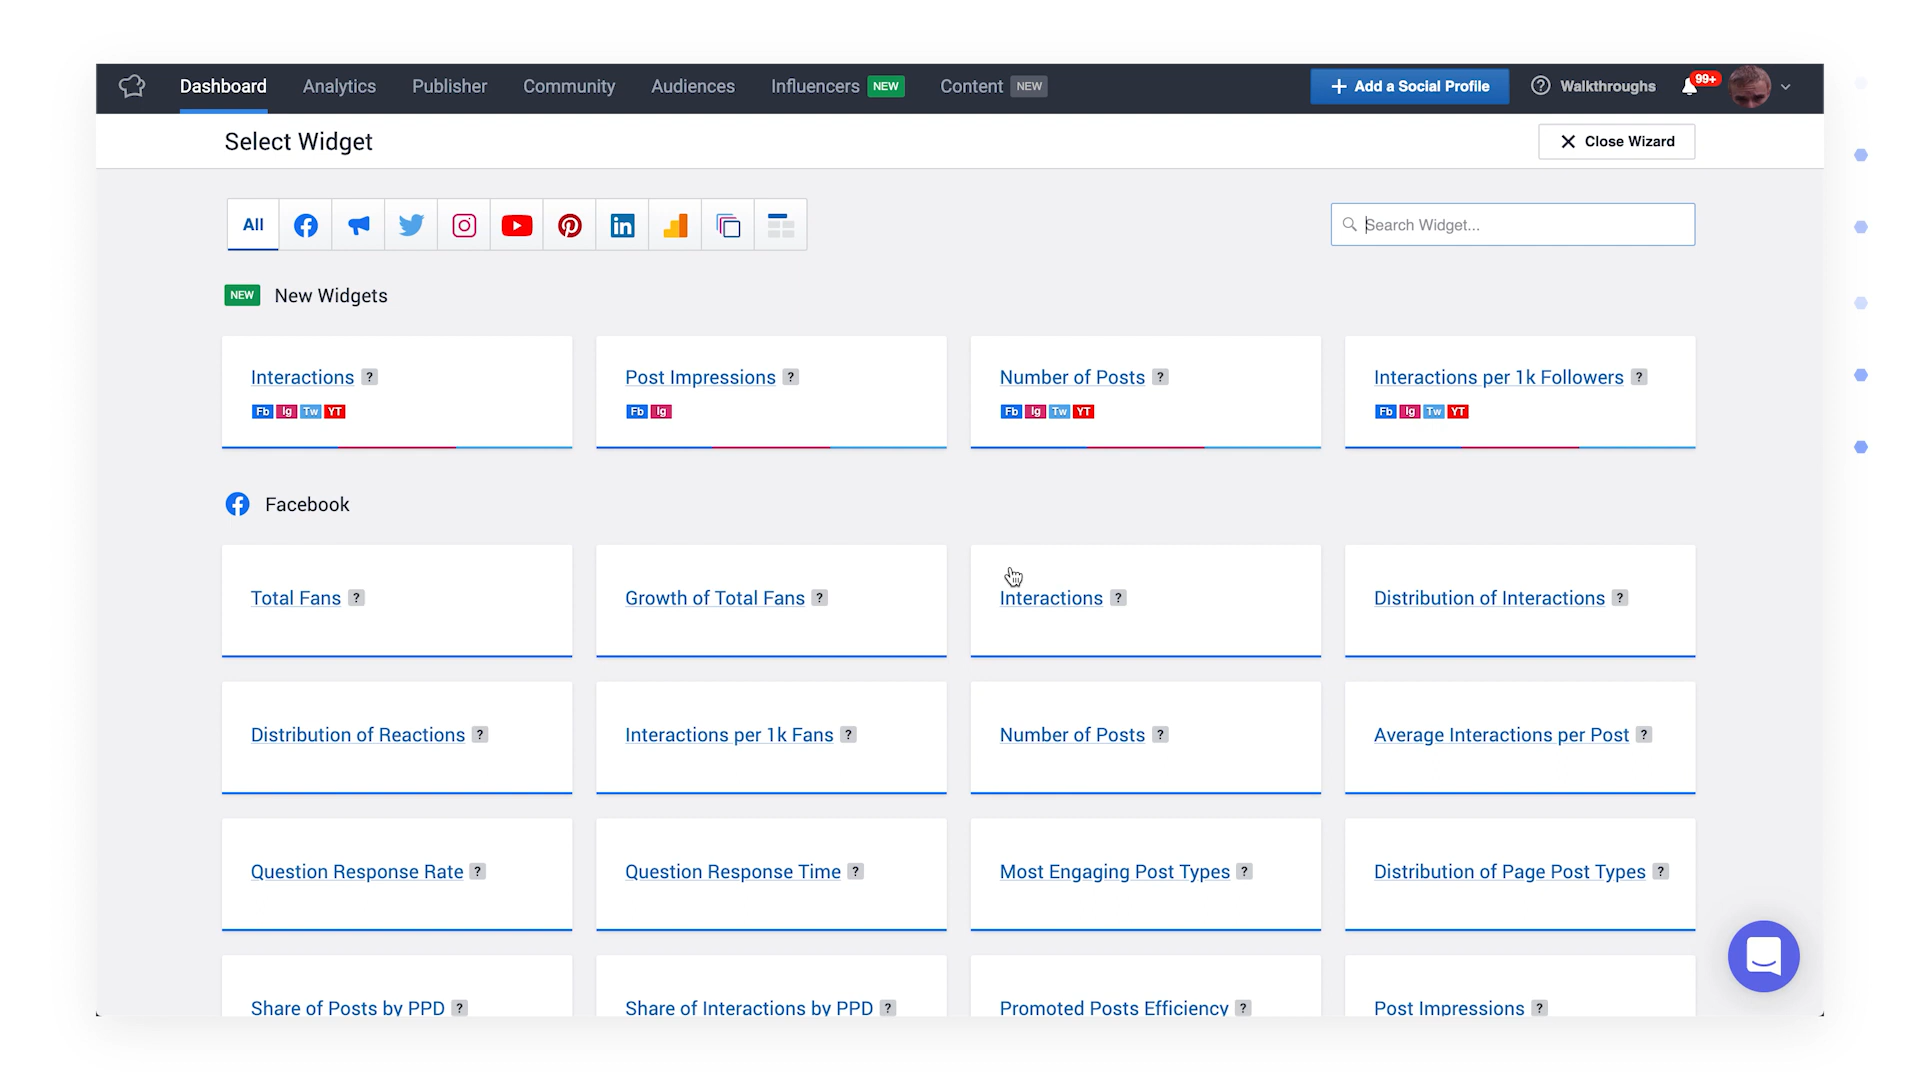 Dashboard Analytics Publisher Community Audiences Influencers NEW Content NEW + Add a Social Profile ? Walkthroughs 99+
Select Widget
Close Wizard
All
Search Widget...
NEW New Widgets
Interactions ? Post Impressions ? Number of Posts ? Interactions per 1k Followers ?
Fb Ig Tw YT Fb Ig Fb Ig Tw YT Fb Ig Tw YT
Facebook
Total Fans ? Growth of Total Fans ? Interactions ? Distribution of Interactions ?
Distribution of Reactions ? Interactions per 1k Fans ? Number of Posts ? Average Interactions per Post ?
Question Response Rate ? Question Response Time ? Most Engaging Post Types ? Distribution of Page Post Types ?
Share of Posts by PPD ? Share of Interactions by PPD ? Promoted Posts Efficiency ? Post Impressions ?